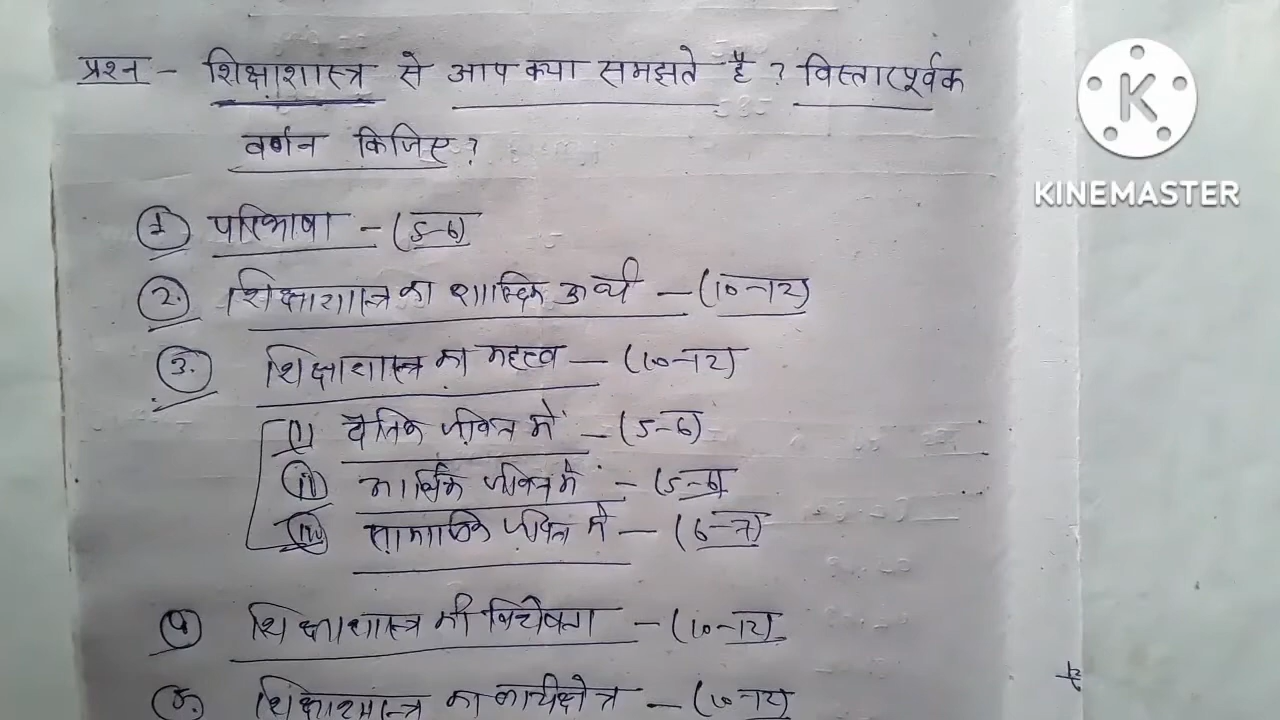 प्रश्न - शिक्षाशास्त्र से आप क्या समझते है ? विस्तारपूर्वक
वर्णन किजिए ?
① परिभाषा - (5-6)
②. शिक्षाशास्त्र का शाब्दिक अर्थ - (10-12)
③. शिक्षाशास्त्र का महत्व - (10-12)
(i) दैनिक जीवन में - (5-6)
(ii) आर्थिक जीवन में - (5-6)
(iii) सामाजिक जीवन में - (6-7)
④ शिक्षाशास्त्र की विशेषता - (10-12)
⑤. शिक्षाशास्त्र का कार्यक्षेत्र - (10-12)
K
KINEMASTER